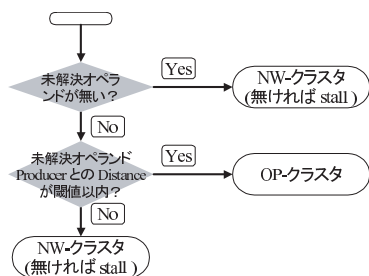 未解決オペラ
ンドが無い?
Yes
NW-クラスタ
(無ければ stall )
No
未解決オペランド
Producer との Distance
が閾値以内?
Yes
OP-クラスタ
No
NW-クラスタ
(無ければ stall )